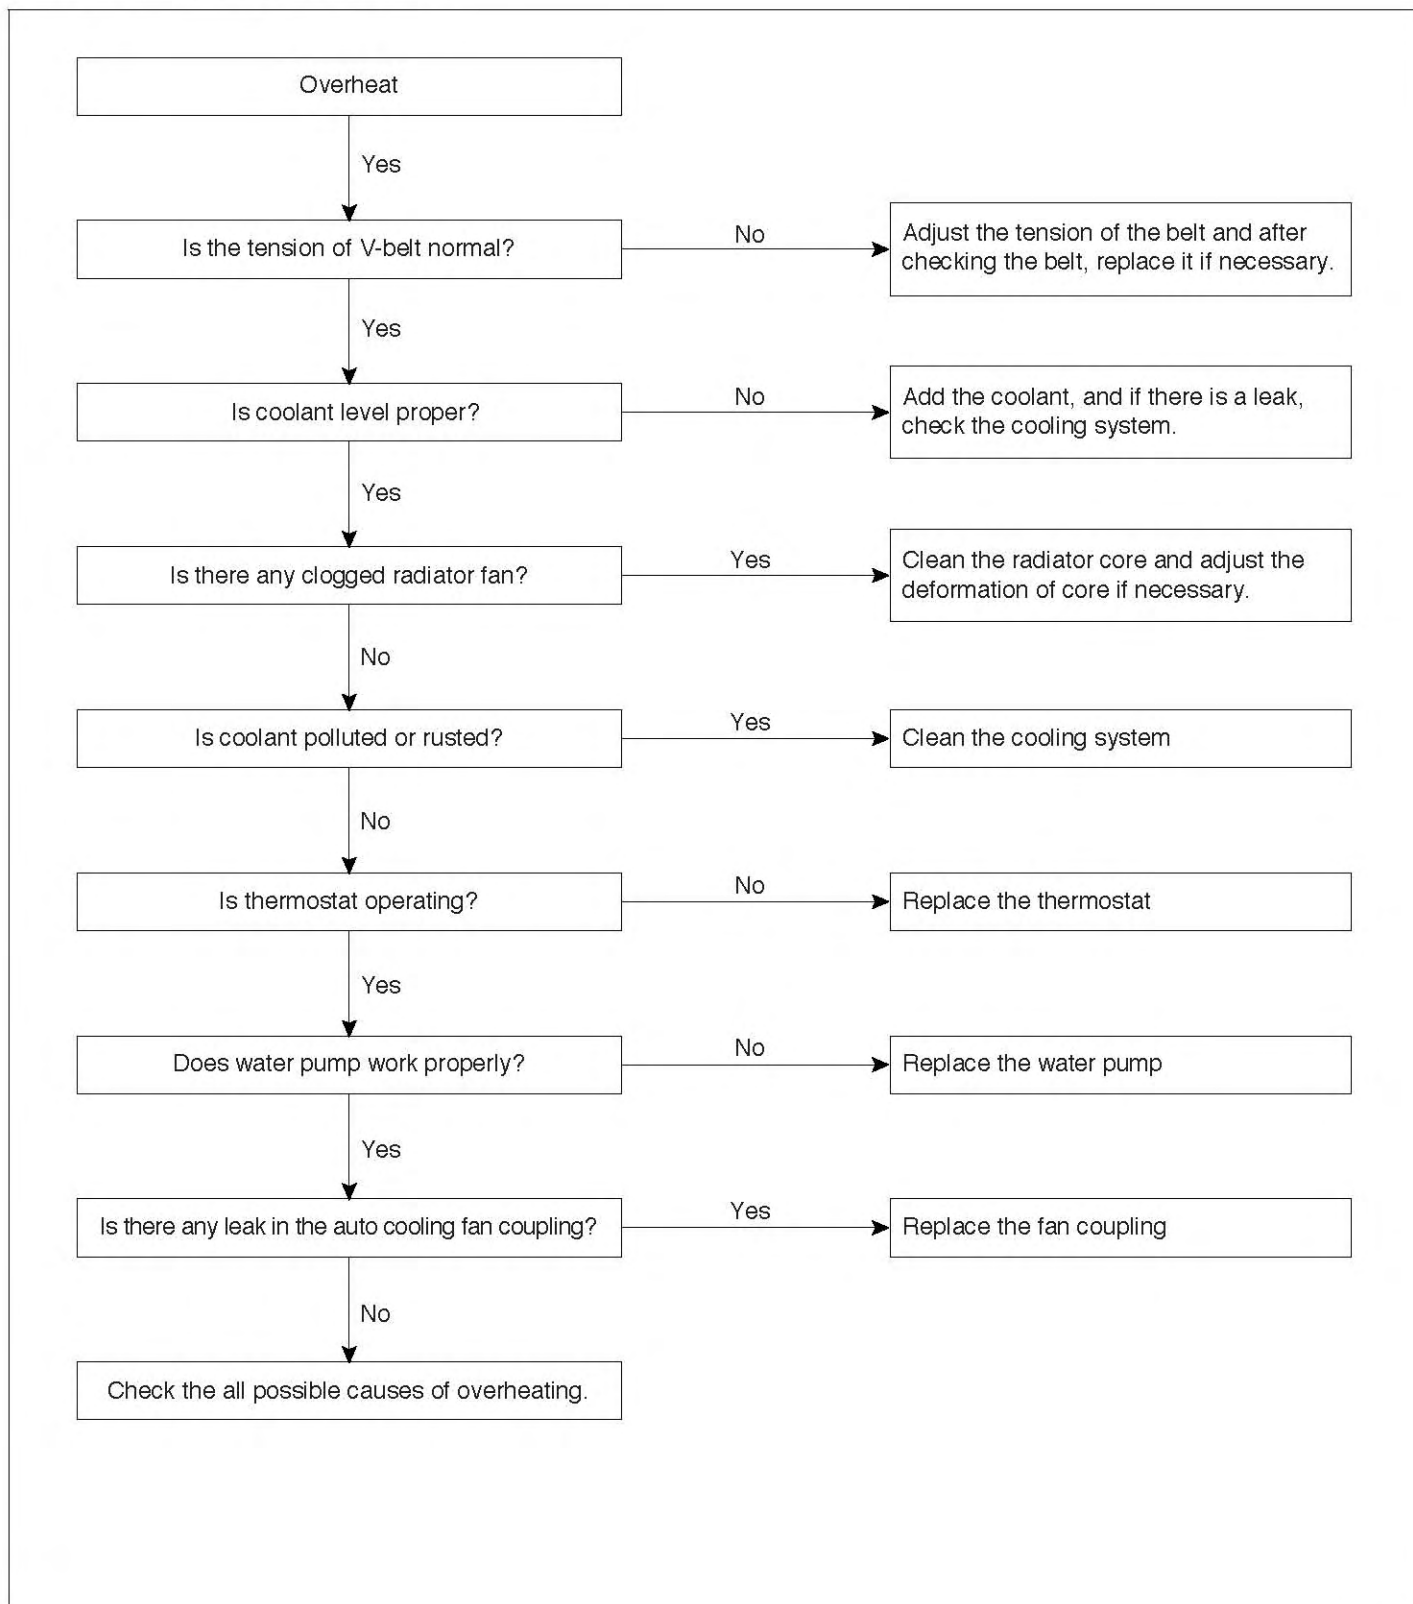 Overheat
Yes
Is the tension of V-belt normal?
No
Adjust the tension of the belt and after
checking the belt, replace it if necessary.
Yes
Is coolant level proper?
No
Add the coolant, and if there is a leak,
check the cooling system.
Yes
Is there any clogged radiator fan?
Yes
Clean the radiator core and adjust the
deformation of core if necessary.
No
Is coolant polluted or rusted?
Yes
Clean the cooling system
No
Is thermostat operating?
No
Replace the thermostat
Yes
Does water pump work properly?
No
Replace the water pump
Yes
Is there any leak in the auto cooling fan coupling?
Yes
Replace the fan coupling
No
Check the all possible causes of overheating.